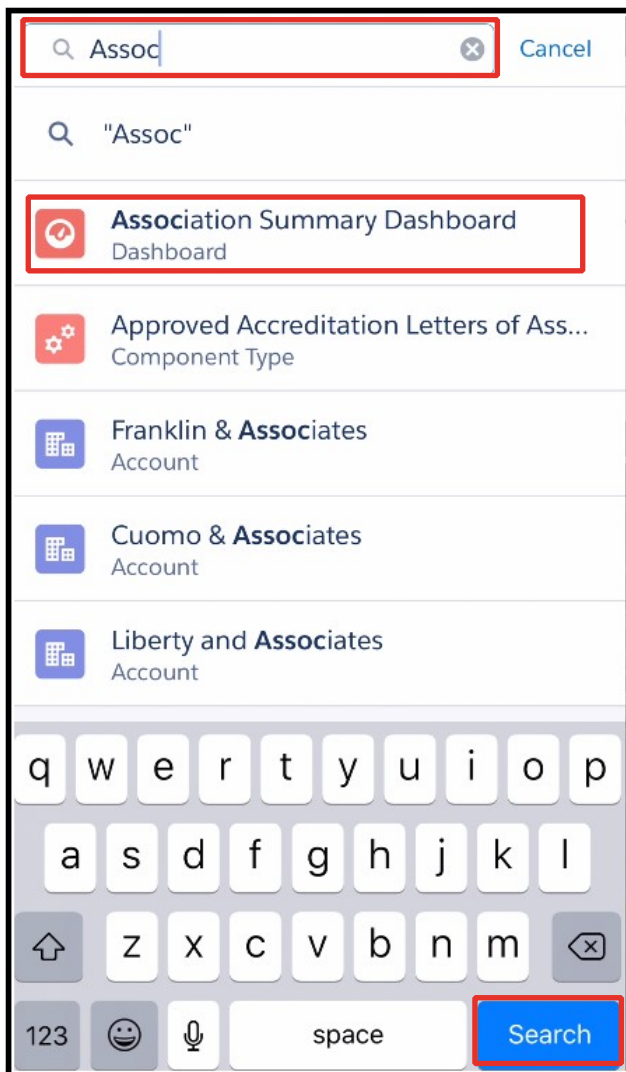 Assoc Cancel
"Assoc"
Association Summary Dashboard
Dashboard
Approved Accreditation Letters of Ass...
Component Type
Franklin & Associates
Account
Cuomo & Associates
Account
Liberty and Associates
Account
q w e r t y u i o p
a s d f g h j k l
z x c v b n m
123 space Search